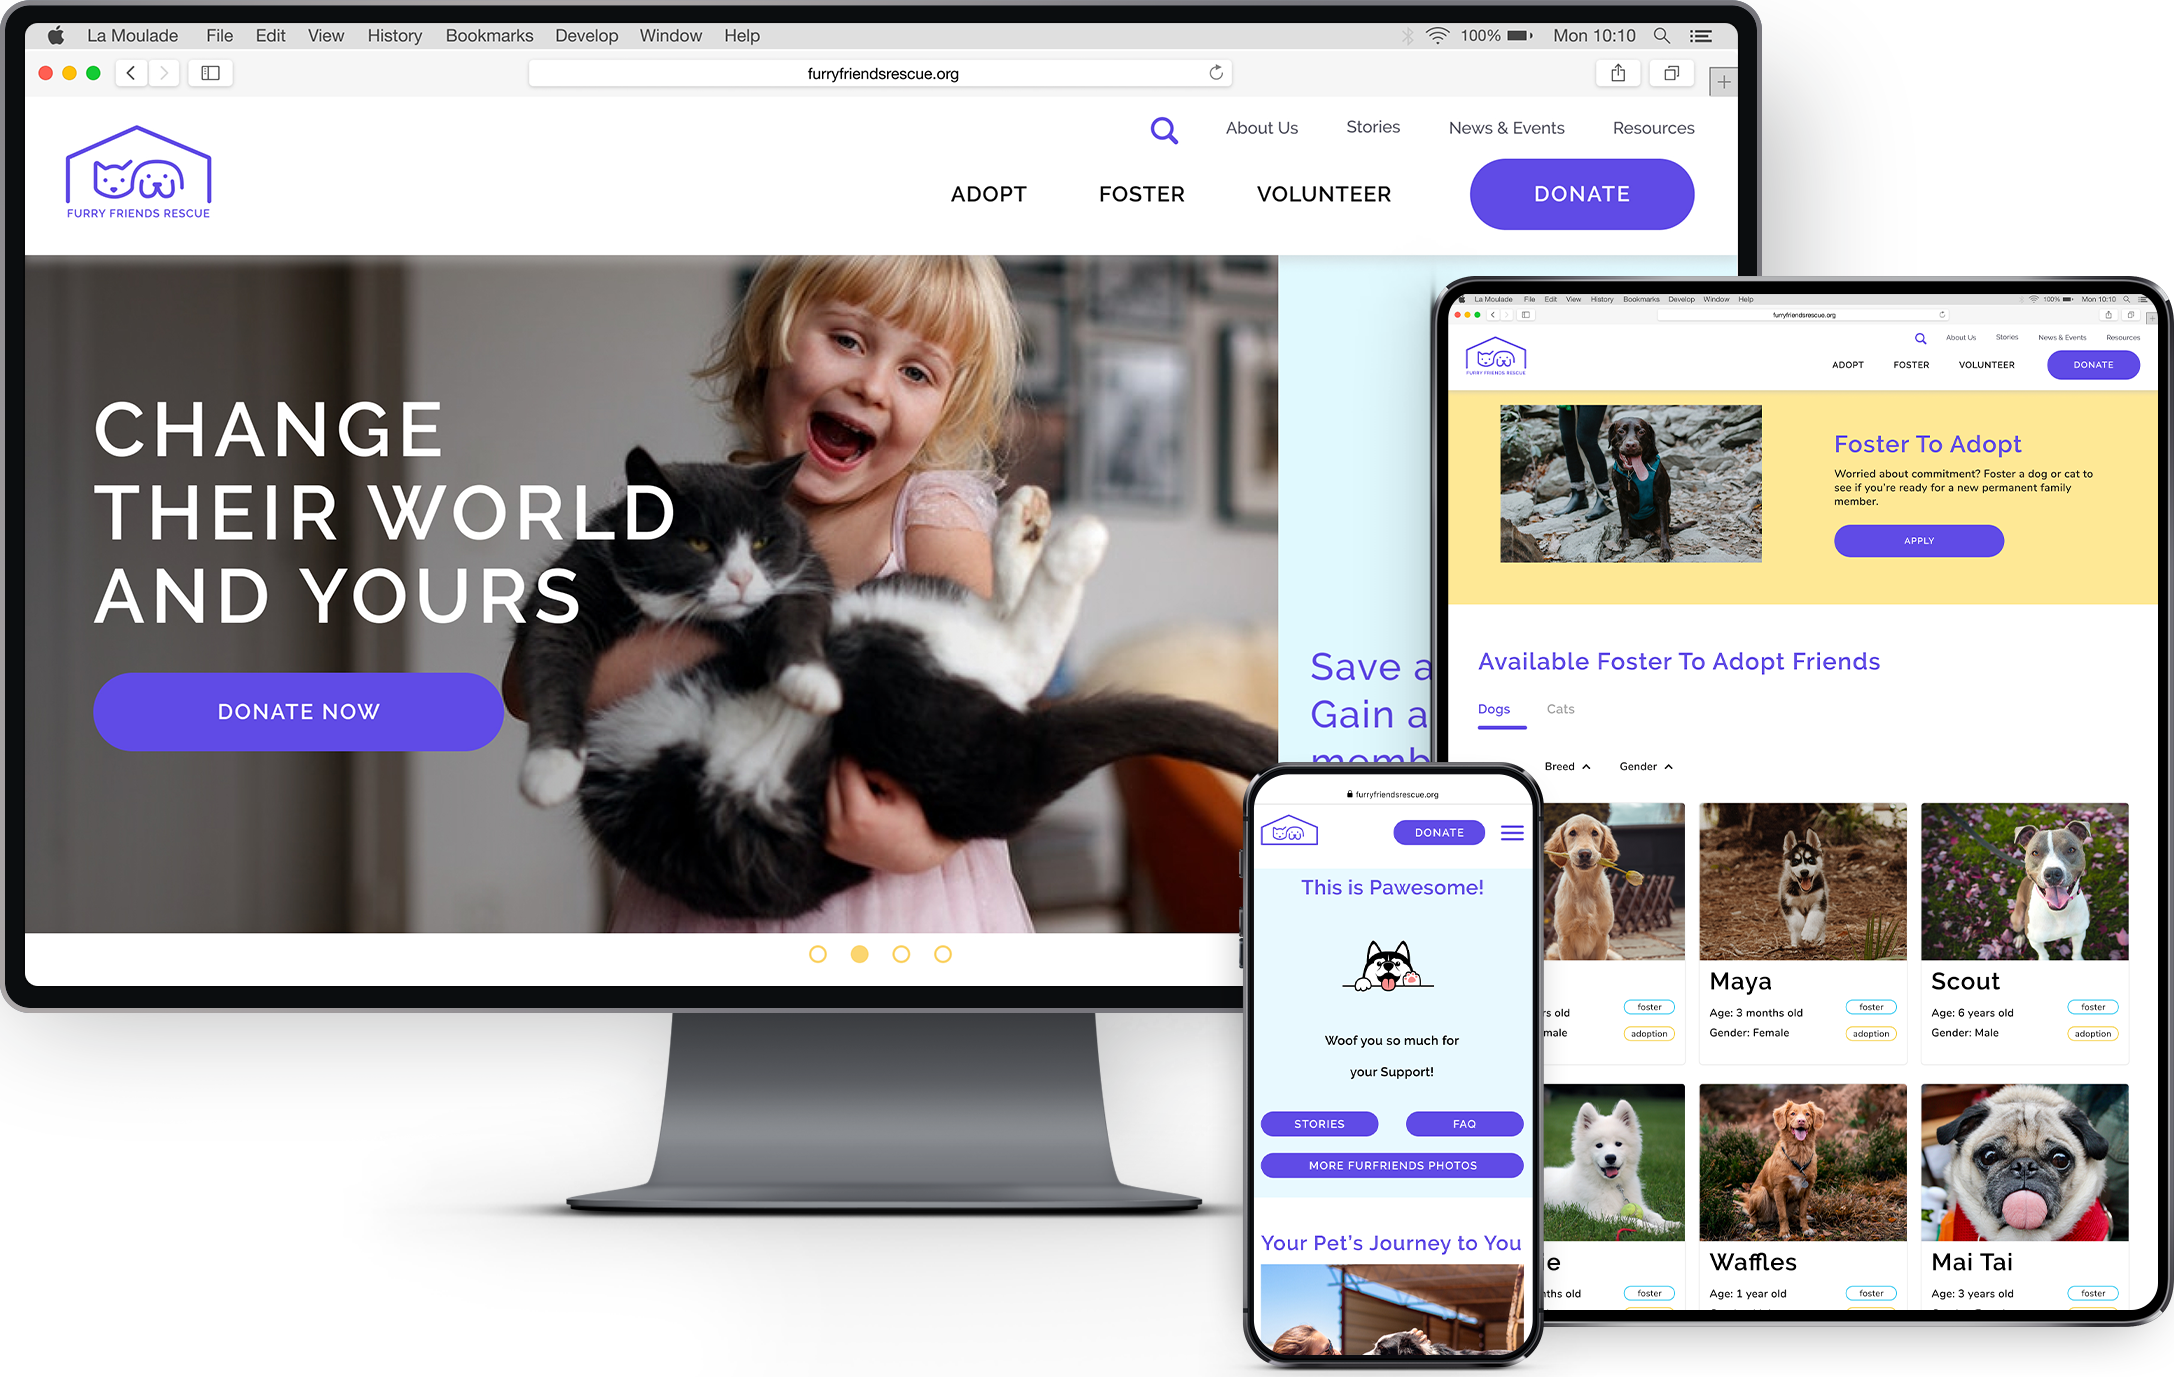 La Moulade File Edit View History Bookmarks Develop Window Help 100% Mon 10:10
furryfriendsrescue.org
About Us Stories News & Events Resources
FURRY FRIENDS RESCUE
ADOPT FOSTER VOLUNTEER DONATE
CHANGE
THEIR WORLD
AND YOURS
DONATE NOW
Save a
Gain a
memb
La Moulade File Edit View History Bookmarks Develop Window Help 100% Mon 10:10
furryfriendsrescue.org
About Us Stories News & Events Resources
FURRY FRIENDS RESCUE
ADOPT FOSTER VOLUNTEER DONATE
Foster To Adopt
Worried about commitment? Foster a dog or cat to
see if you're ready for a new permanent family
member.
APPLY
Available Foster To Adopt Friends
Dogs Cats
Breed Gender
rs old
male
foster
adoption
Maya
Age: 3 months old
Gender: Female
foster
adoption
Scout
Age: 6 years old
Gender: Male
foster
adoption
ie
nths old
foster
Waffles
Age: 1 year old
foster
Mai Tai
Age: 3 years old
foster
furryfriendsrescue.org
DONATE
This is Pawesome!
Woof you so much for
your Support!
STORIES FAQ
MORE FURFRIENDS PHOTOS
Your Pet's Journey to You